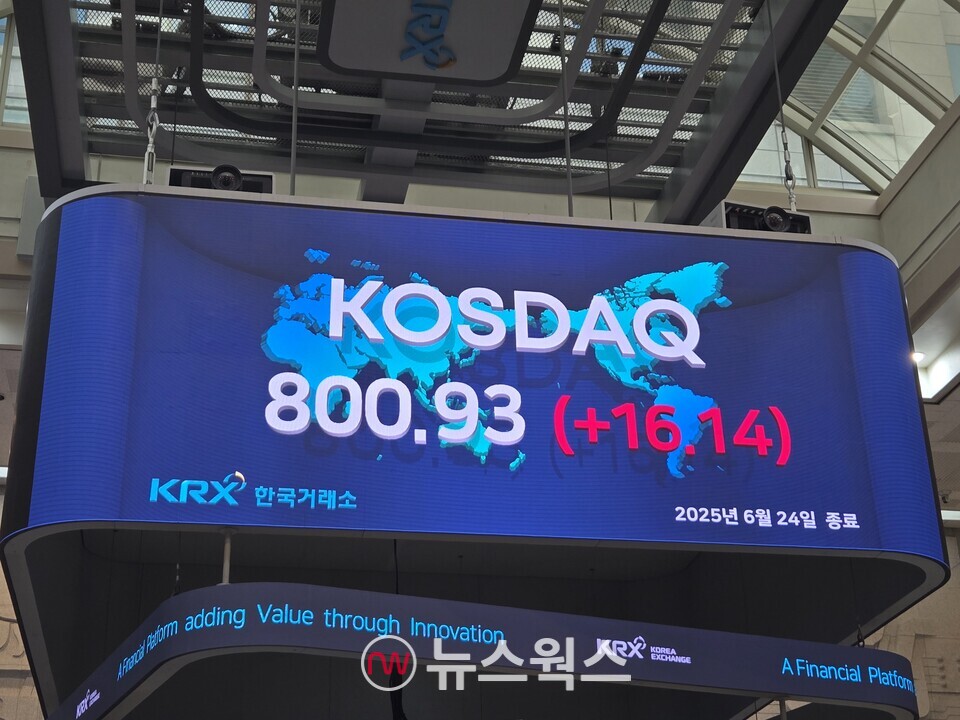 KRX
KOSDAQ
800.93 (+16.14)
KRX 한국거래소
2025년 6월 24일 종료
A Financial Platform adding Value through Innovation
KRX KOREA
EXCHANGE
A Financial Platform
KRX
rw 뉴스웍스